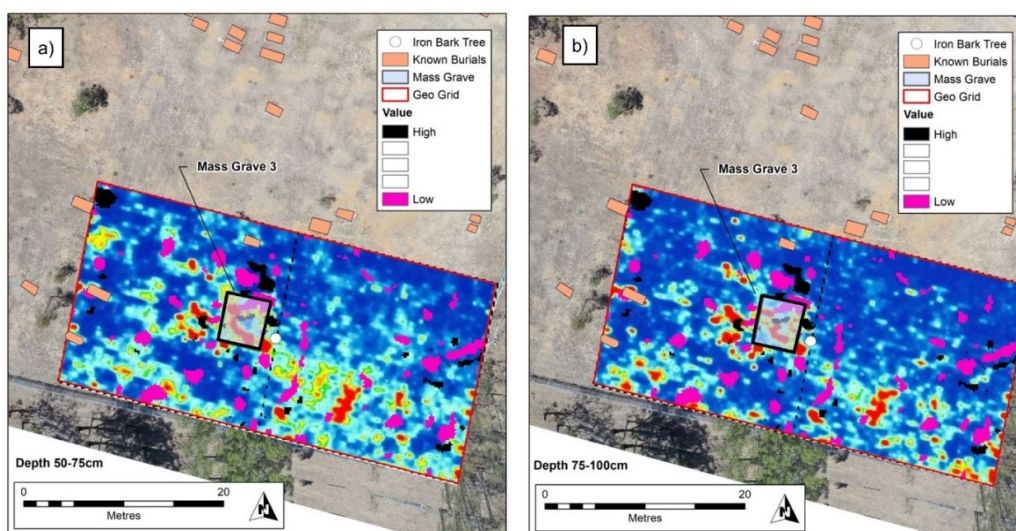 a)
Iron Bark Tree
Known Burials
Mass Grave
Geo Grid
Value
High
Low
Mass Grave 3
Depth 50-75cm
0 20
Metres
N
b)
Iron Bark Tree
Known Burials
Mass Grave
Geo Grid
Value
High
Low
Mass Grave 3
Depth 75-100cm
0 20
Metres
N